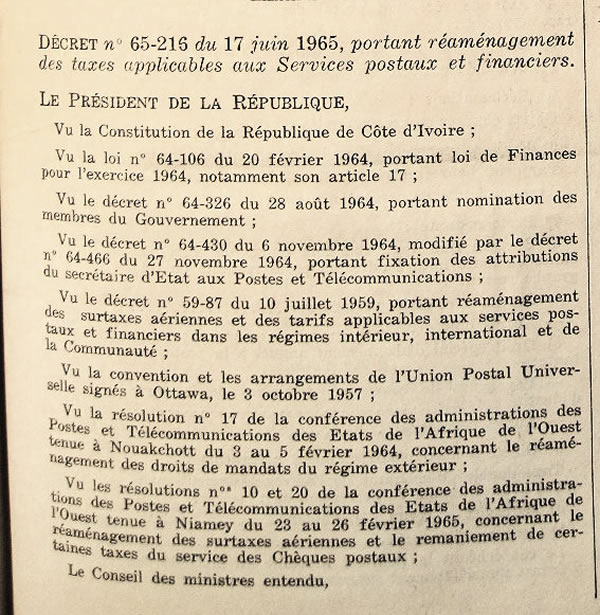 DÉCRET n° 65-216 du 17 juin 1965, portant réaménagement
des taxes applicables aux Services postaux et financiers.
LE PRÉSIDENT DE LA RÉPUBLIQUE,
Vu la Constitution de la République de Côte d'Ivoire ;
Vu la loi n° 64-106 du 20 février 1964, portant loi de Finances
pour l'exercice 1964, notamment son article 17 ;
Vu le décret n° 64-326 du 28 août 1964, portant nomination des
membres du Gouvernement ;
Vu le décret n° 64-430 du 6 novembre 1964, modifié par le décret
n° 64-466 du 27 novembre 1964, portant fixation des attributions
du secrétaire d'Etat aux Postes et Télécommunications ;
Vu le décret n° 59-87 du 10 juillet 1959, portant réaménagement
des surtaxes aériennes et des tarifs applicables aux services pos-
taux et financiers dans les régimes intérieur, international et de
la Communauté ;
Vu la convention et les arrangements de l'Union Postal Univer-
selle signés à Ottawa, le 3 octobre 1957 ;
Vu la résolution n° 17 de la conférence des administrations des
Postes et Télécommunications des Etats de l'Afrique de l'Ouest
tenue à Nouakchott du 3 au 5 février 1964, concernant le réamé-
nagement des droits de mandats du régime extérieur ;
Vu les résolutions n°s 10 et 20 de la conférence des administra-
tions des Postes et Télécommunications des Etats de l'Afrique de
l'Ouest tenue à Niamey du 23 au 26 février 1965, concernant le
réaménagement des surtaxes aériennes et le remaniement de cer-
taines taxes du service des Chèques postaux ;
Le Conseil des ministres entendu,